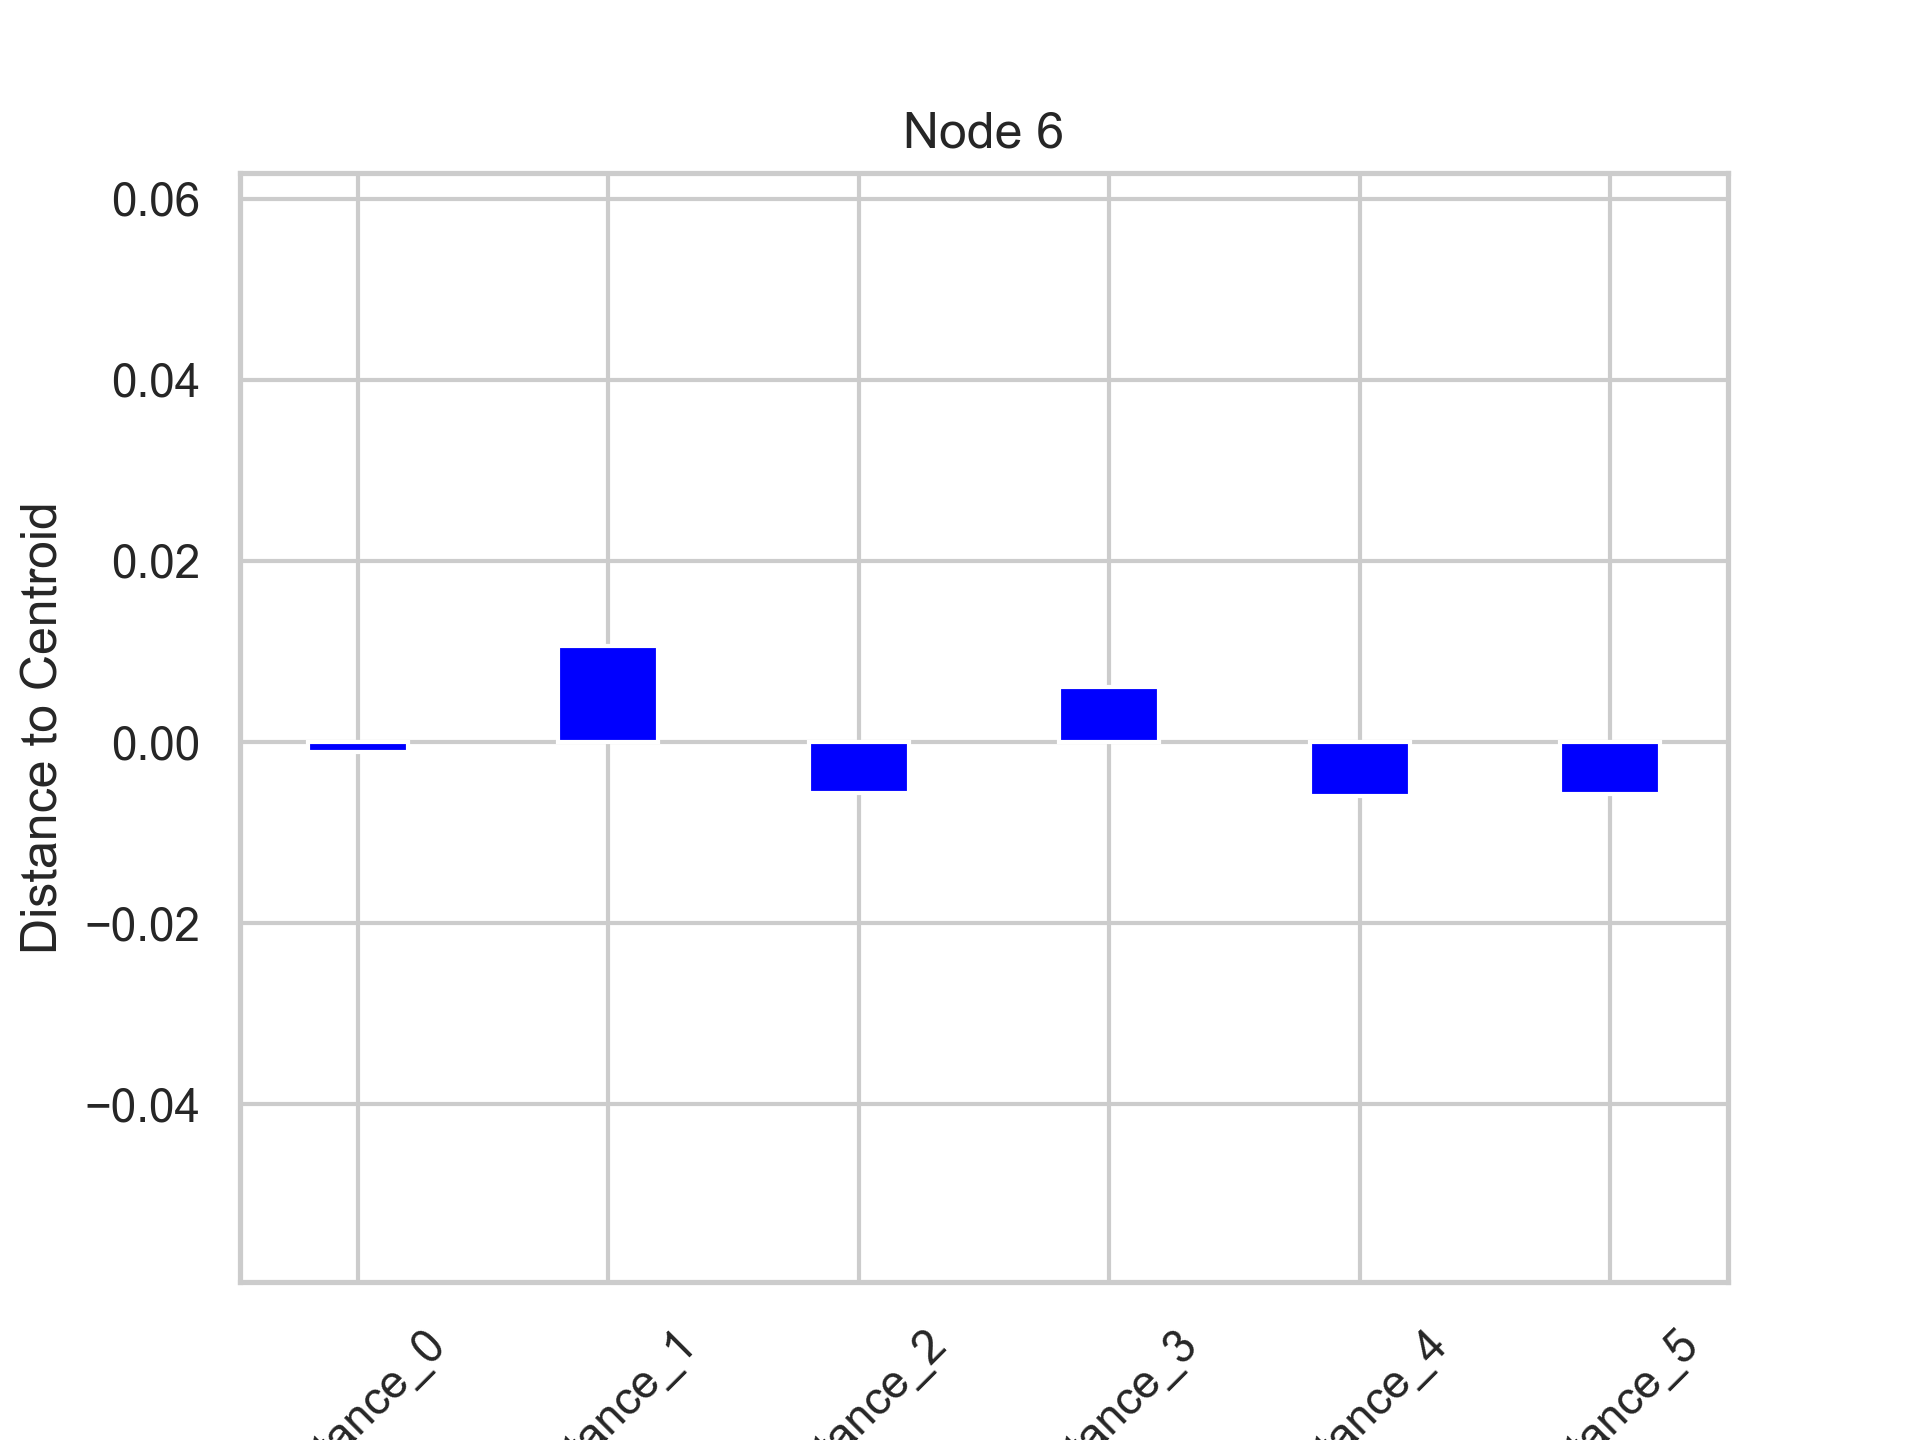 Node 6
0.06
0.04
0.02
0.00
−0.02
−0.04
Distance to Centroid
tance_0
tance_1
tance_2
tance_3
tance_4
tance_5